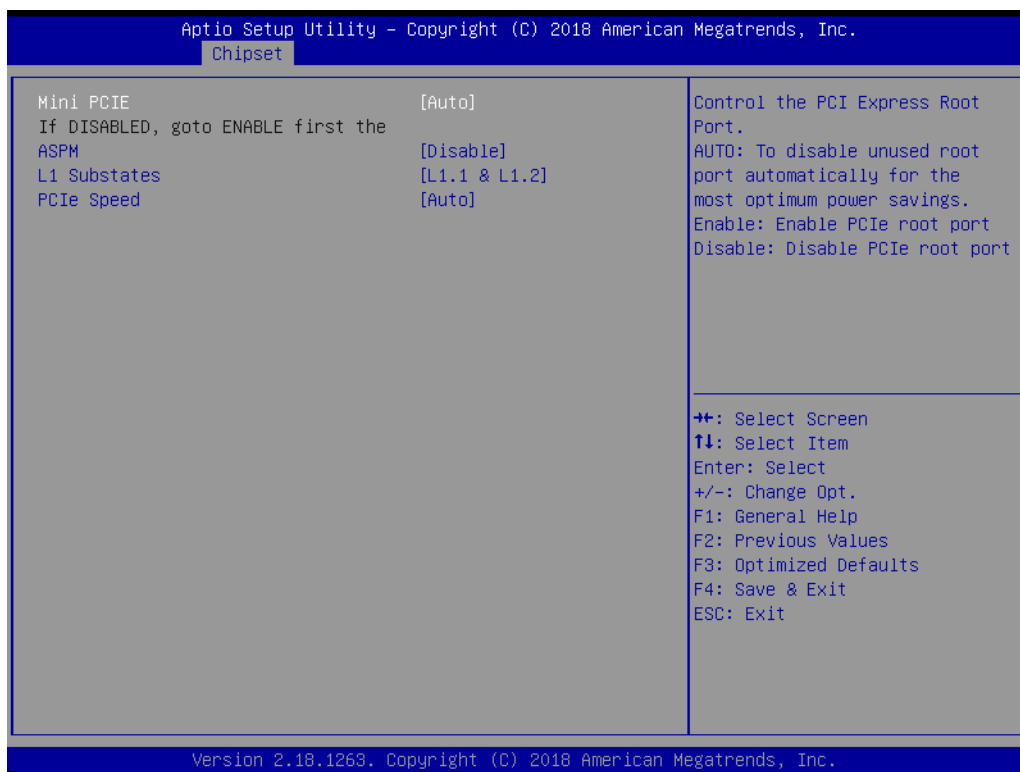 Aptio Setup Utility – Copyright (C) 2018 American Megatrends, Inc.
Chipset
Mini PCIE [Auto]
If DISABLED, goto ENABLE first the
ASPM [Disable]
L1 Substates [L1.1 & L1.2]
PCIe Speed [Auto]
Control the PCI Express Root
Port.
AUTO: To disable unused root
port automatically for the
most optimum power savings.
Enable: Enable PCIe root port
Disable: Disable PCIe root port
→←: Select Screen
↑↓: Select Item
Enter: Select
+/-: Change Opt.
F1: General Help
F2: Previous Values
F3: Optimized Defaults
F4: Save & Exit
ESC: Exit
Version 2.18.1263. Copyright (C) 2018 American Megatrends, Inc.